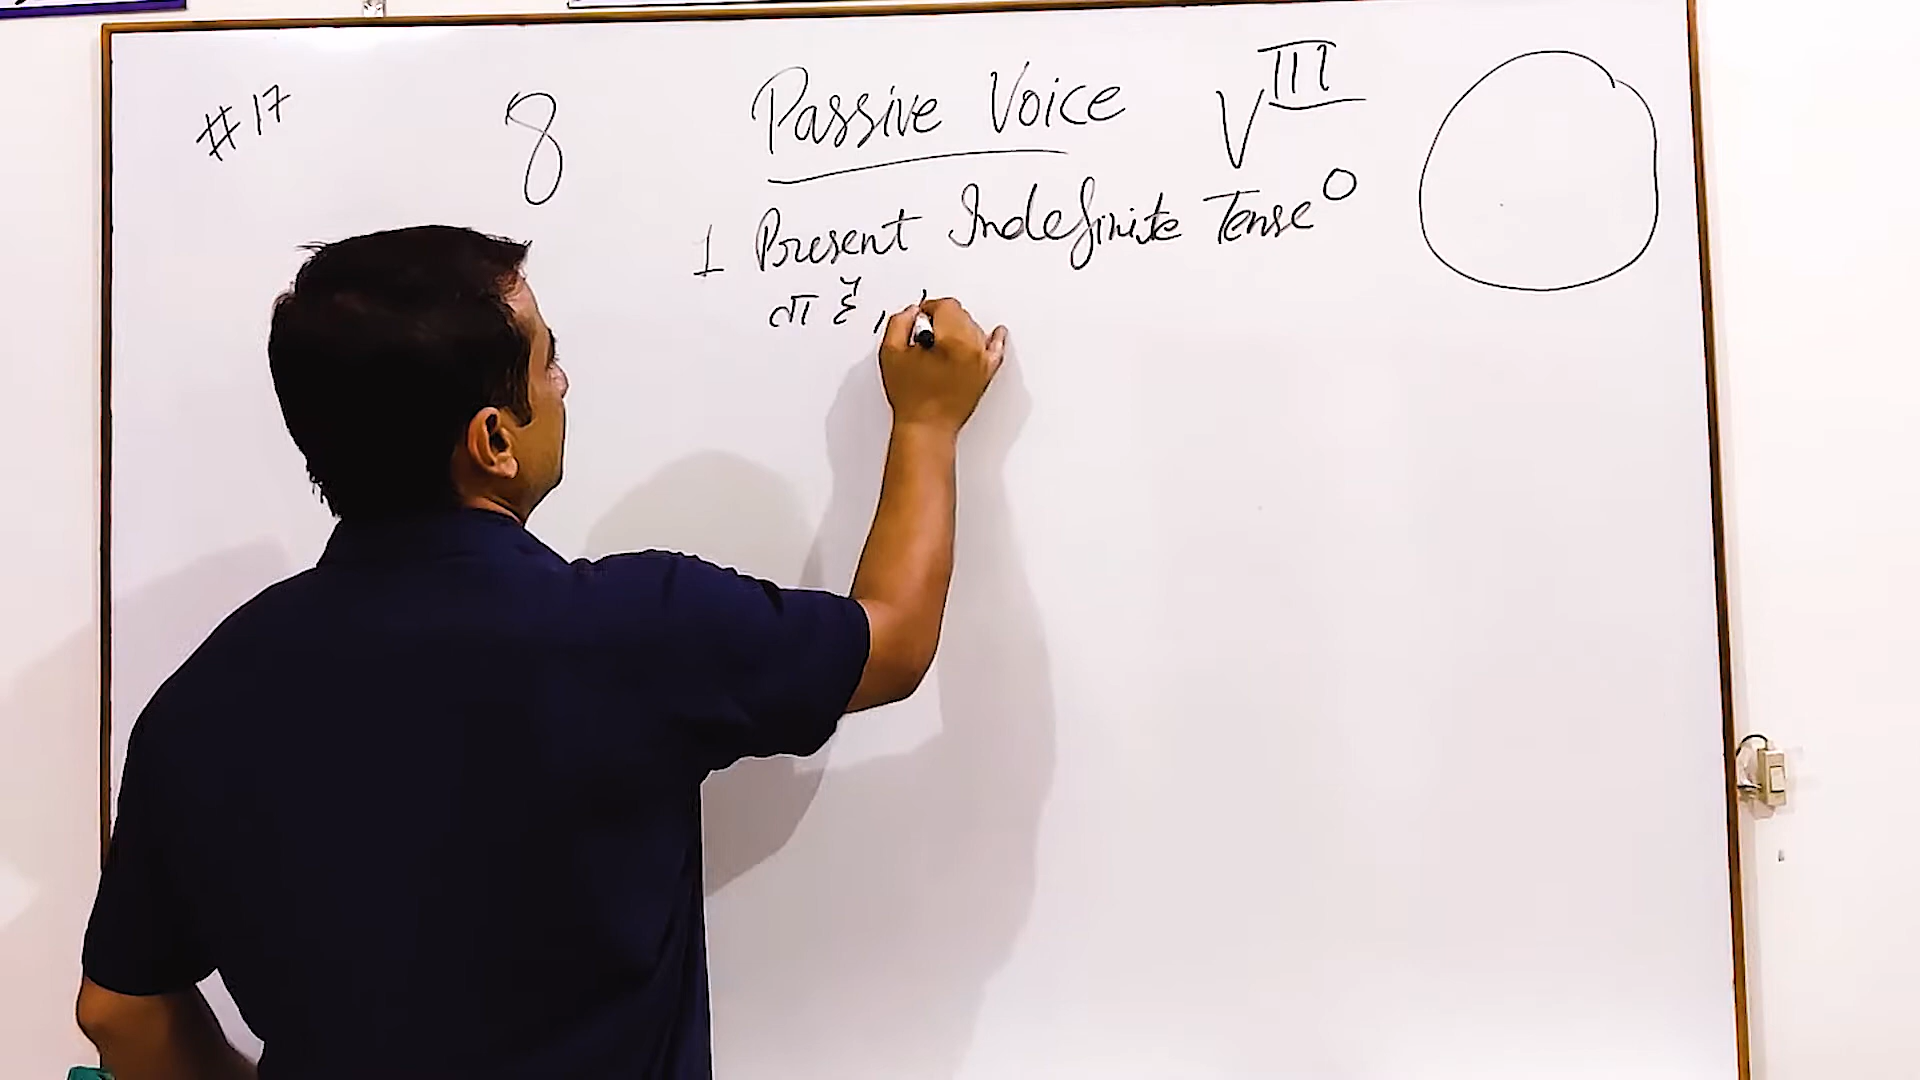 #17
8
Passive Voice V III
1 Present Indefinite Tense
ता है,